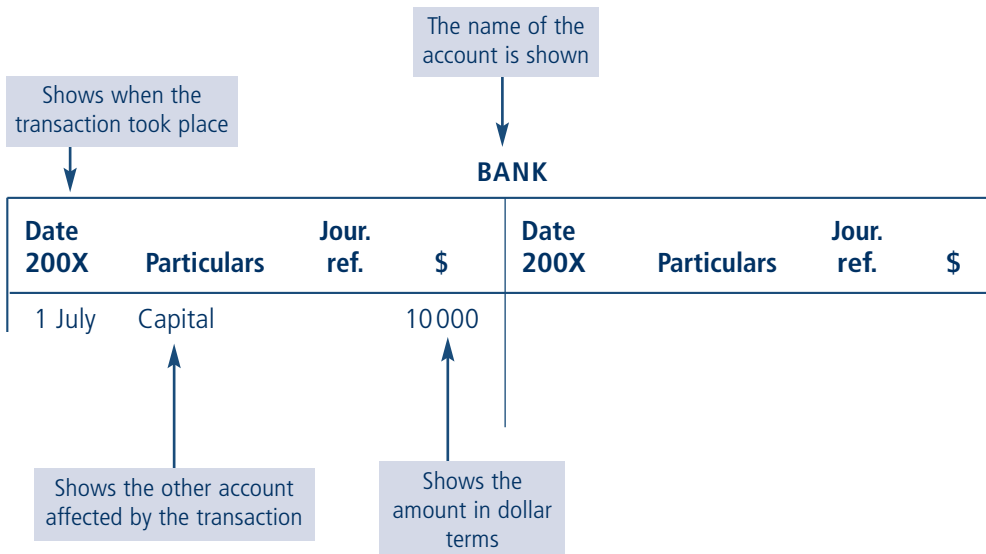 The name of the
account is shown
Shows when the
transaction took place
BANK
Date
200X Particulars Jour.
ref. $ Date
200X Particulars Jour.
ref. $
1 July Capital 10 000
Shows the other account
affected by the transaction
Shows the
amount in dollar
terms